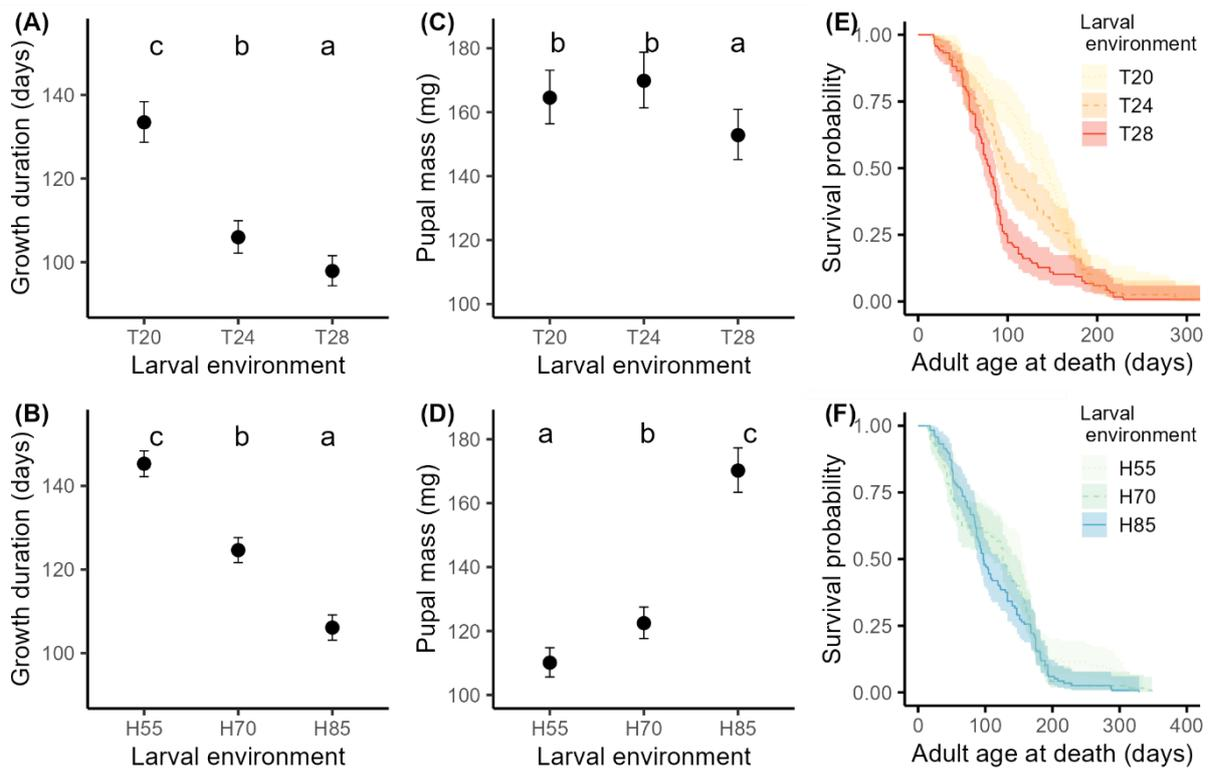 (A)
Growth duration (days)
140
120
100
c
b
a
T20
T24
T28
Larval environment
(C)
Pupal mass (mg)
180
160
140
120
100
b
b
a
T20
T24
T28
Larval environment
(E)
Survival probability
1.00
0.75
0.50
0.25
0.00
0
100
200
300
Adult age at death (days)
Larval
environment
T20
T24
T28
(B)
Growth duration (days)
140
120
100
c
b
a
H55
H70
H85
Larval environment
(D)
Pupal mass (mg)
180
160
140
120
100
a
b
c
H55
H70
H85
Larval environment
(F)
Survival probability
1.00
0.75
0.50
0.25
0.00
0
100
200
300
400
Adult age at death (days)
Larval
environment
H55
H70
H85